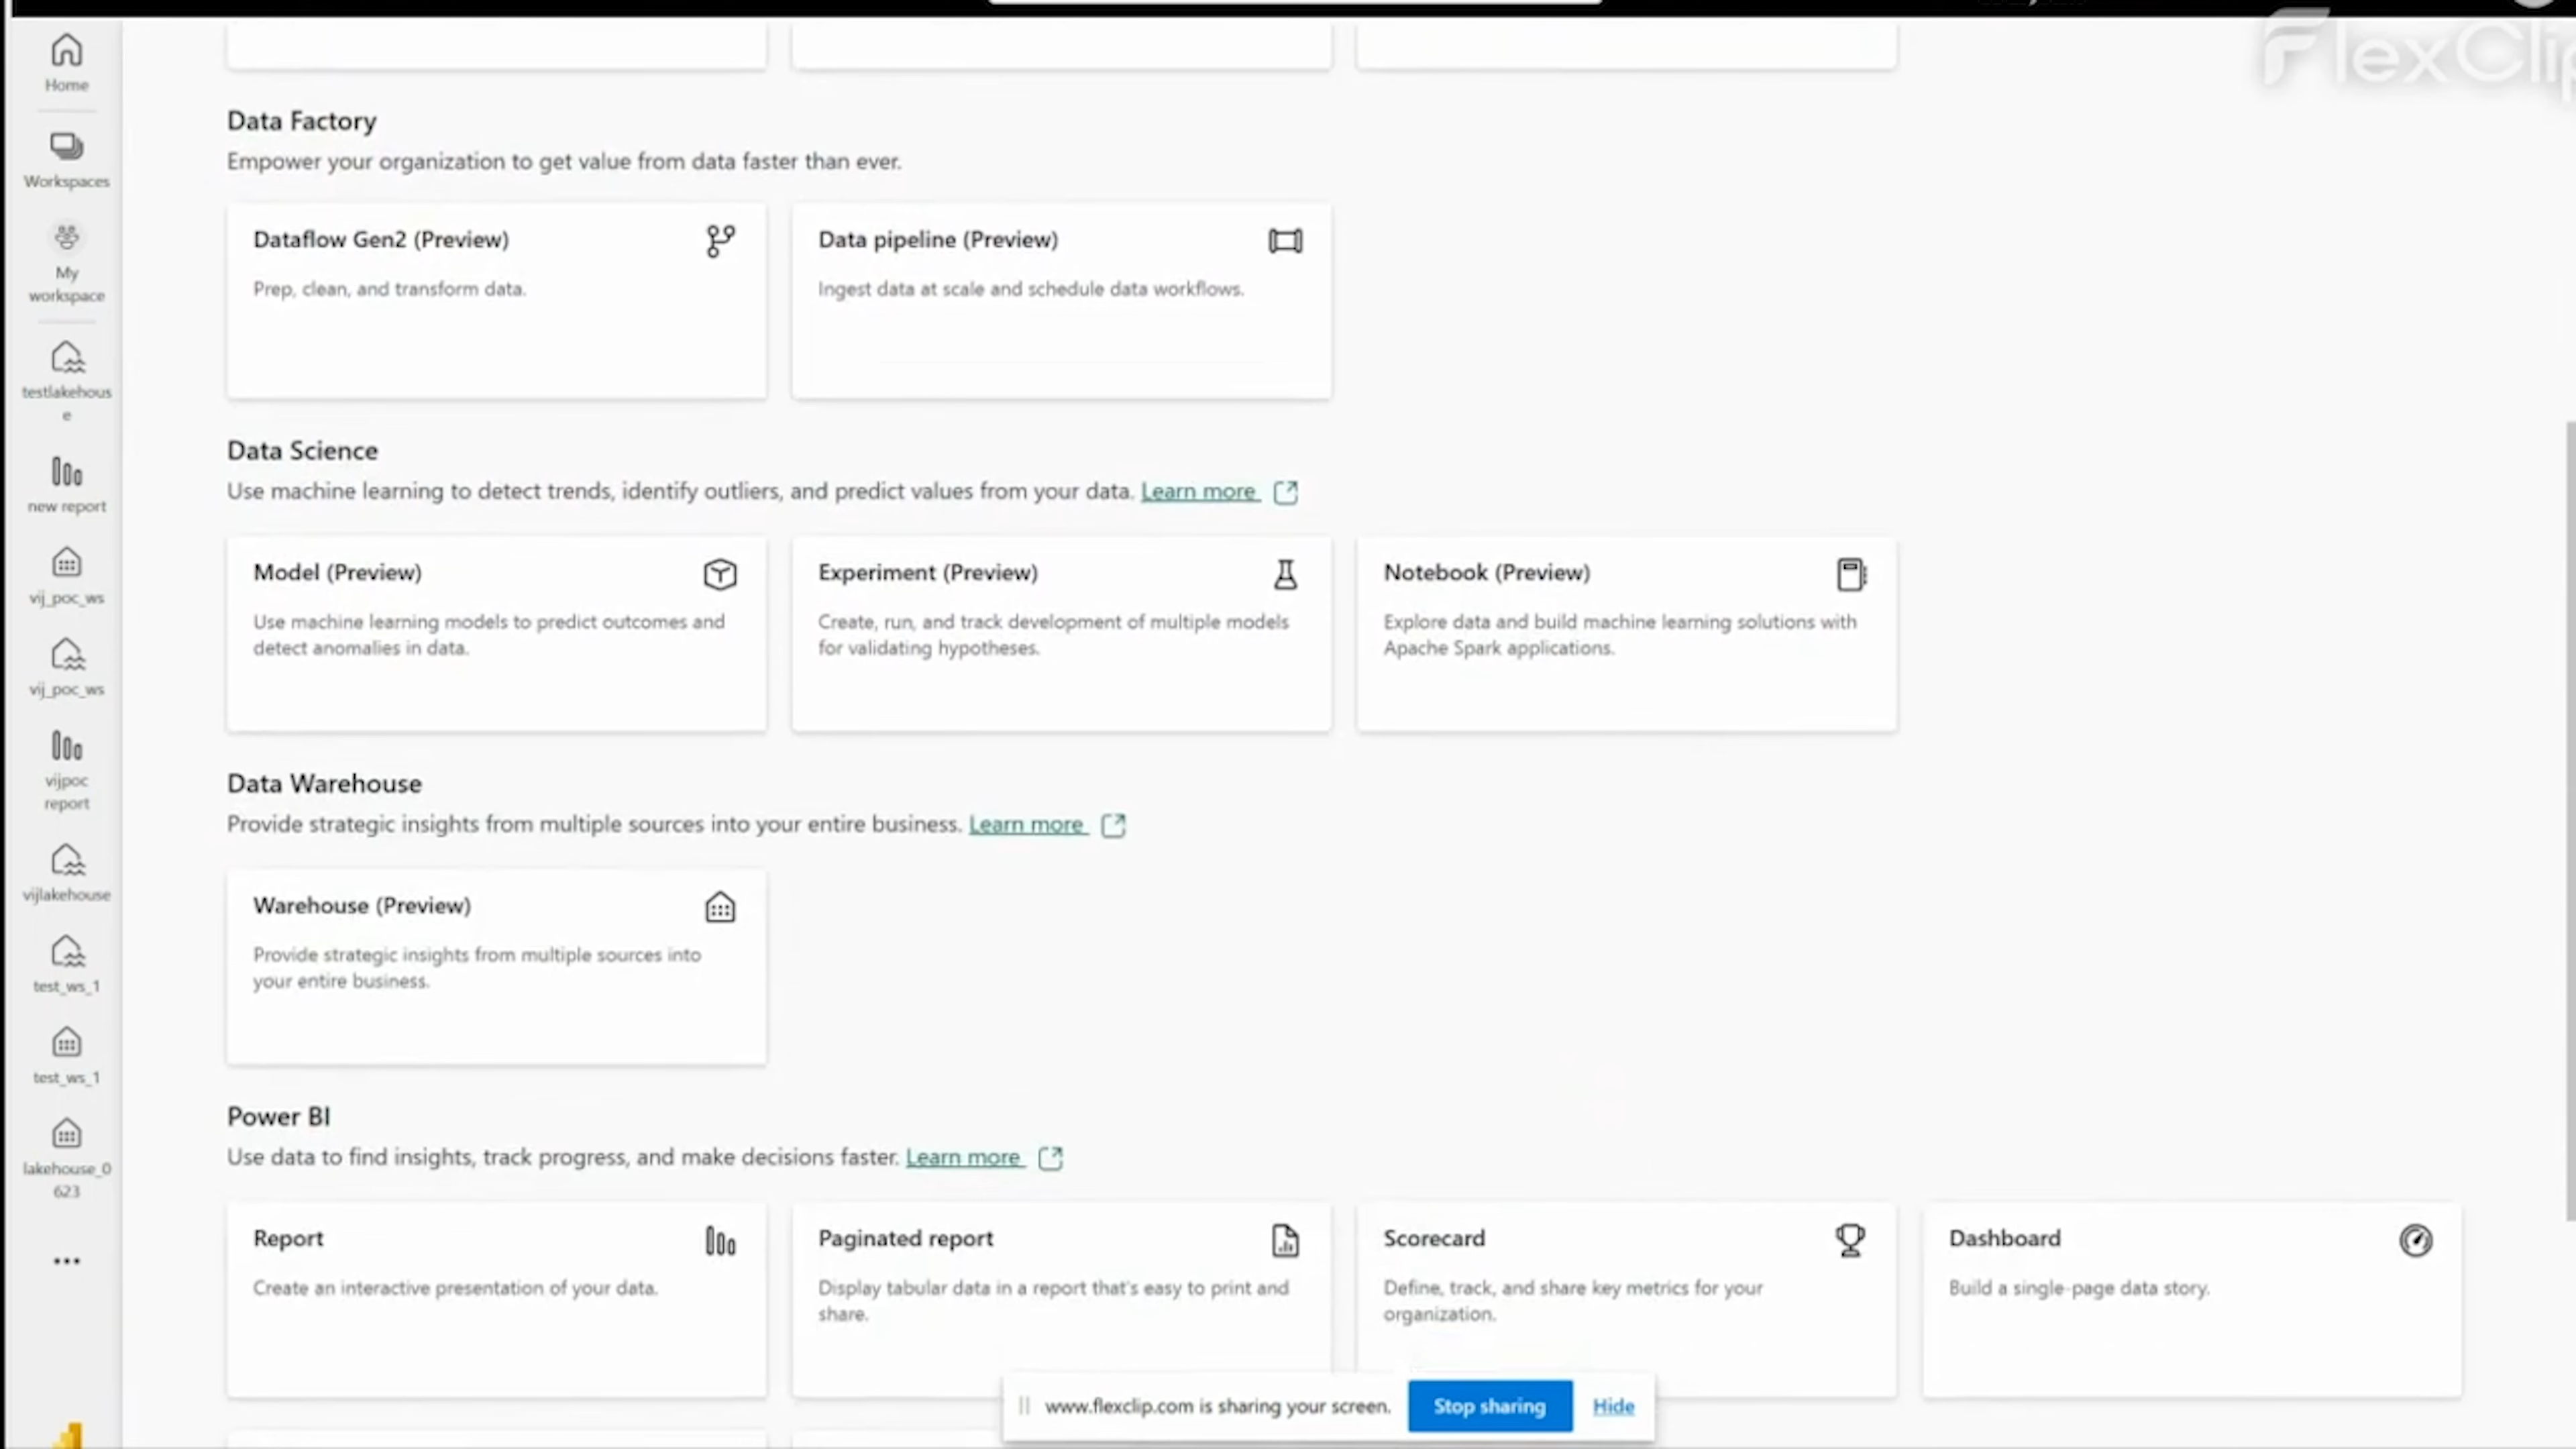 FlexClip
Home
Workspaces
My
workspace
testlakehous
e
new report
vij_poc_ws
vij_poc_ws
vijpoc
report
vijlakehouse
test_ws_1
test_ws_1
lakehouse_0
623
Data Factory
Empower your organization to get value from data faster than ever.
Dataflow Gen2 (Preview)
Prep, clean, and transform data.
Data pipeline (Preview)
Ingest data at scale and schedule data workflows.
Data Science
Use machine learning to detect trends, identify outliers, and predict values from your data. Learn more
Model (Preview)
Use machine learning models to predict outcomes and
detect anomalies in data.
Experiment (Preview)
Create, run, and track development of multiple models
for validating hypotheses.
Notebook (Preview)
Explore data and build machine learning solutions with
Apache Spark applications.
Data Warehouse
Provide strategic insights from multiple sources into your entire business. Learn more
Warehouse (Preview)
Provide strategic insights from multiple sources into
your entire business.
Power BI
Use data to find insights, track progress, and make decisions faster. Learn more
Report
Create an interactive presentation of your data.
Paginated report
Display tabular data in a report that's easy to print and
share.
Scorecard
Define, track, and share key metrics for your
organization.
Dashboard
Build a single-page data story.
www.flexclip.com is sharing your screen. Stop sharing Hide